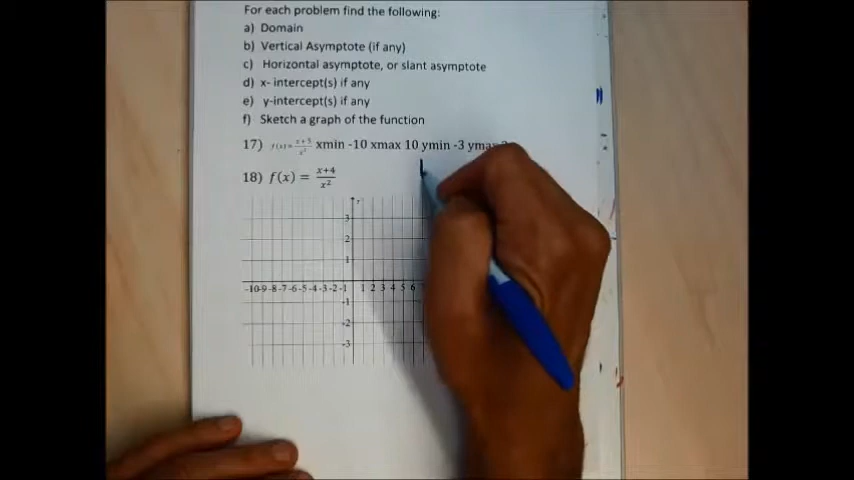 For each problem find the following:
a) Domain
b) Vertical Asymptote (if any)
c) Horizontal asymptote, or slant asymptote
d) x- intercept(s) if any
e) y-intercept(s) if any
f) Sketch a graph of the function
17) f(x) = x+3/x² xmin -10 xmax 10 ymin -3 ymax
18) f(x) = x+4/x²
3
2
1
-10-9-8-7-6-5-4-3-2-1 1 2 3 4 5 6
-1
-2
-3